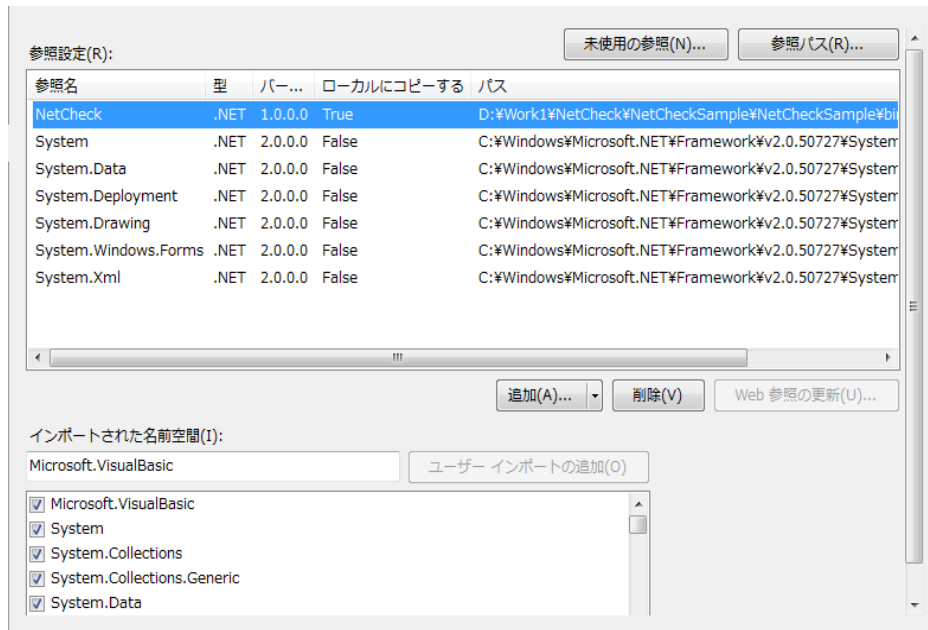 未使用の参照(N)... 参照パス(R)...
参照設定(R):
参照名 型 バー... ローカルにコピーする パス
NetCheck .NET 1.0.0.0 True D:¥Work1¥NetCheck¥NetCheckSample¥NetCheckSample¥bi
System .NET 2.0.0.0 False C:¥Windows¥Microsoft.NET¥Framework¥v2.0.50727¥System
System.Data .NET 2.0.0.0 False C:¥Windows¥Microsoft.NET¥Framework¥v2.0.50727¥System
System.Deployment .NET 2.0.0.0 False C:¥Windows¥Microsoft.NET¥Framework¥v2.0.50727¥System
System.Drawing .NET 2.0.0.0 False C:¥Windows¥Microsoft.NET¥Framework¥v2.0.50727¥System
System.Windows.Forms .NET 2.0.0.0 False C:¥Windows¥Microsoft.NET¥Framework¥v2.0.50727¥System
System.Xml .NET 2.0.0.0 False C:¥Windows¥Microsoft.NET¥Framework¥v2.0.50727¥System
追加(A)... 削除(V) Web 参照の更新(U)...
インポートされた名前空間(I):
Microsoft.VisualBasic ユーザー インポートの追加(O)
Microsoft.VisualBasic
System
System.Collections
System.Collections.Generic
System.Data